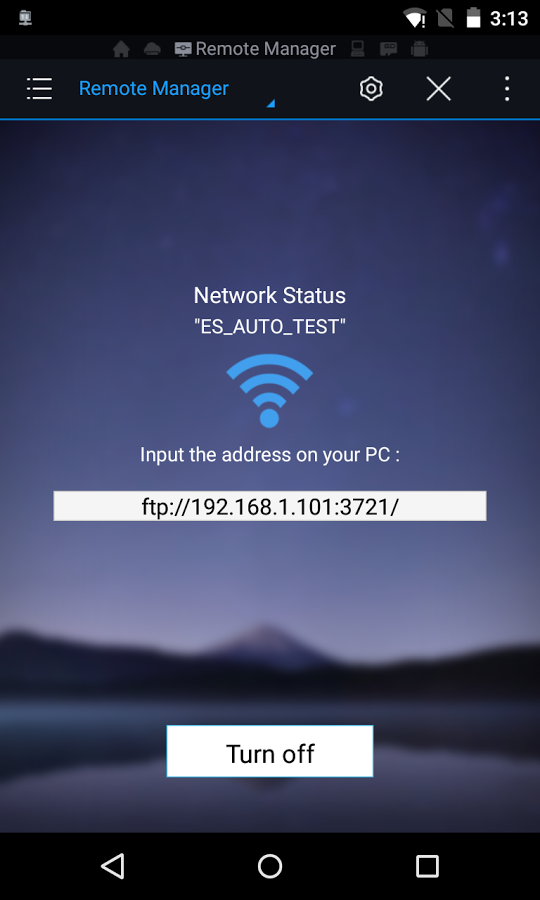 3:13
Remote Manager
Remote Manager
Network Status
"ES_AUTO_TEST"
Input the address on your PC :
ftp://192.168.1.101:3721/
Turn off